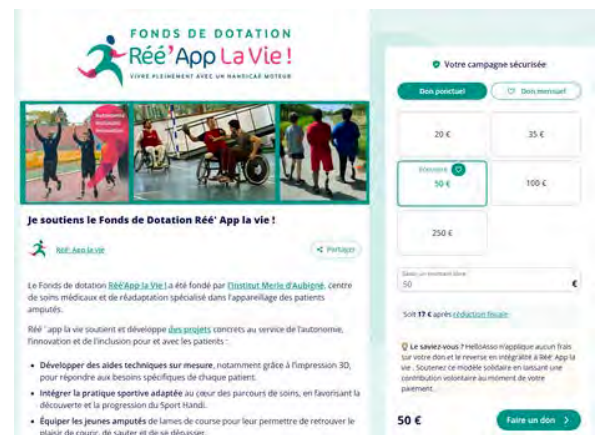 FONDS DE DOTATION
Réé'App La Vie !
VIVRE PLEINEMENT AVEC UN HANDICAP MOTEUR
Autonomie
Inclusion
Innovation
Je soutiens le Fonds de Dotation Réé' App la vie !
Réé' App la vie
Partager
Le Fonds de dotation Réé'App la Vie ! a été fondé par l'Institut Merle d'Aubigné, centre
de soins médicaux et de réadaptation spécialisé dans l'appareillage des patients
amputés.
Réé 'app la vie soutient et développe des projets concrets au service de l'autonomie,
l'innovation et de l'inclusion pour et avec les patients :
• Développer des aides techniques sur mesure, notamment grâce à l'impression 3D,
pour répondre aux besoins spécifiques de chaque patient.
• Intégrer la pratique sportive adaptée au cœur des parcours de soins, en favorisant la
découverte et la progression du Sport Handi.
• Équiper les jeunes amputés de lames de course pour leur permettre de retrouver le
plaisir de courir, de sauter et de se dépasser.
Votre campagne sécurisée
Don ponctuel
Don mensuel
20 €
35 €
50 €
100 €
250 €
50
€
Soit 17 € après réduction fiscale
Le saviez-vous ? HelloAsso n'applique aucun frais
sur votre don et le reverse en intégralité à Réé' App la
vie . Soutenez ce modèle solidaire en laissant une
contribution volontaire au moment de votre
paiement.
50 €
Faire un don